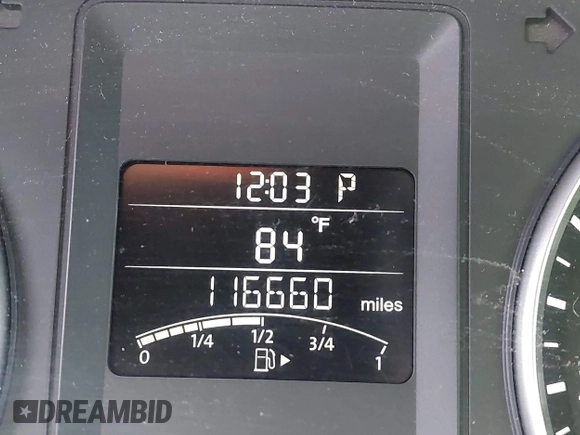 12:03 P
84 °F
116660 miles
0 1/4 1/2 3/4 1
DREAMBID